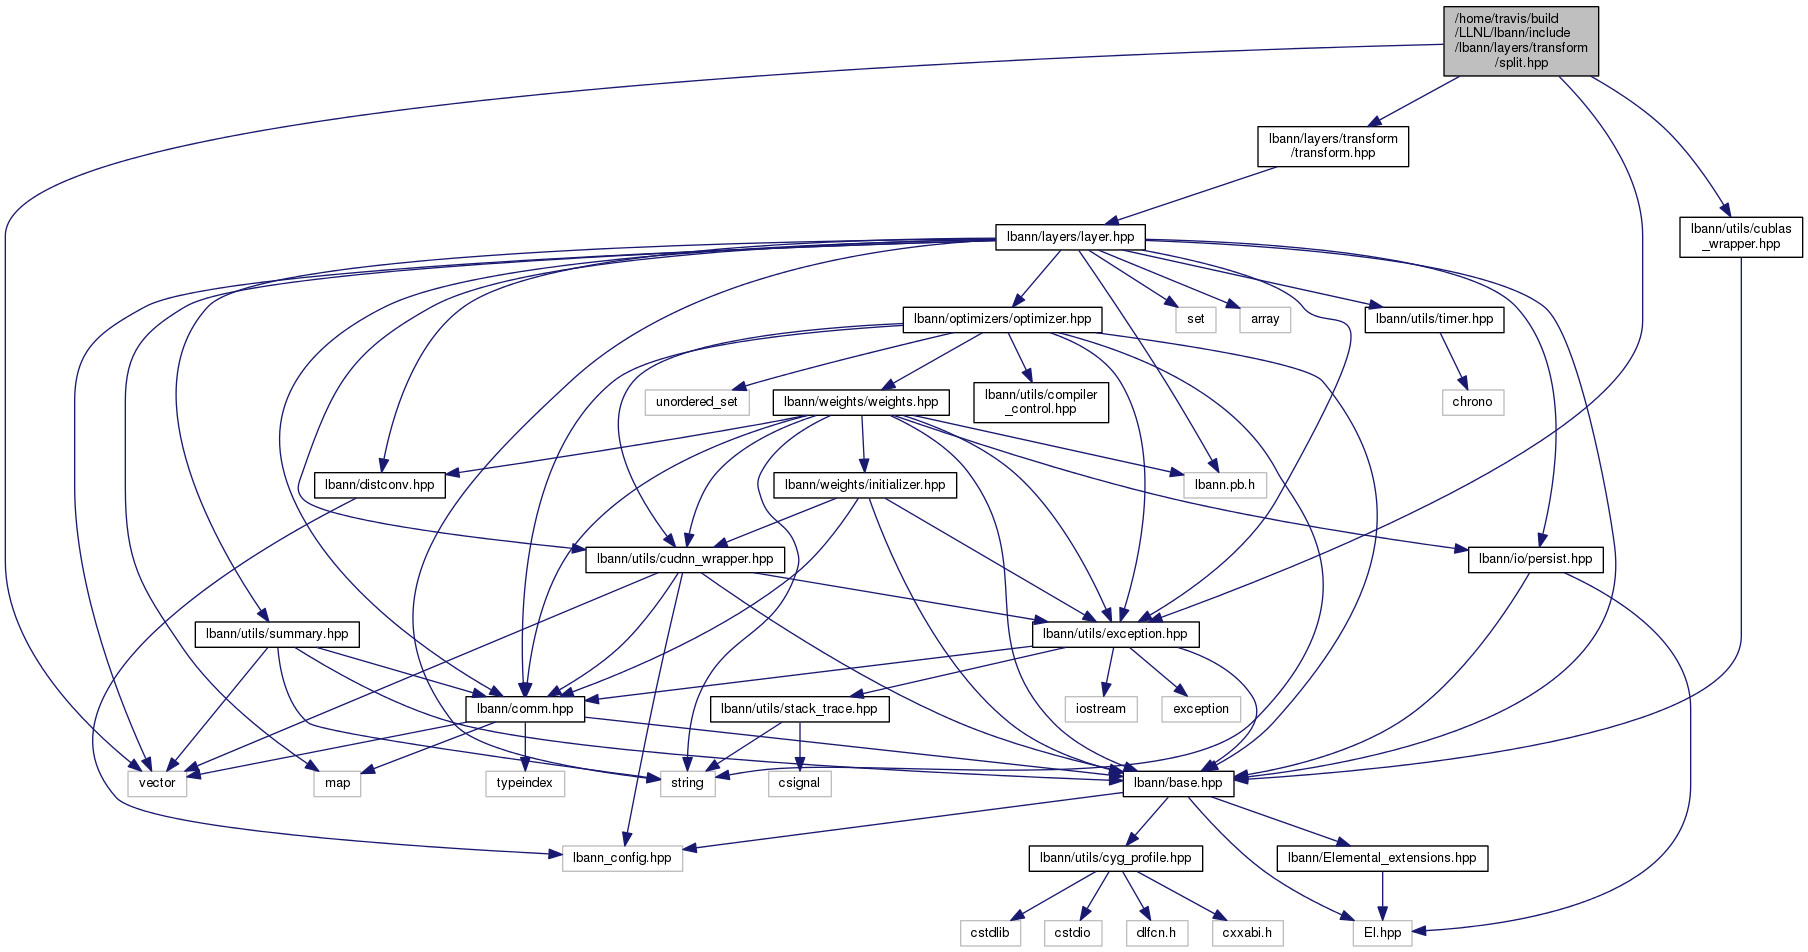 /home/travis/build
/LLNL/lbann/include
/lbann/layers/transform
/split.hpp
lbann/layers/transform
/transform.hpp
lbann/utils/cublas
_wrapper.hpp
lbann/layers/layer.hpp
lbann/optimizers/optimizer.hpp
set
array
lbann/utils/timer.hpp
unordered_set
lbann/weights/weights.hpp
lbann/utils/compiler
_control.hpp
chrono
lbann/distconv.hpp
lbann/weights/initializer.hpp
lbann.pb.h
lbann/utils/cudnn_wrapper.hpp
lbann/io/persist.hpp
lbann/utils/summary.hpp
lbann/utils/exception.hpp
lbann/comm.hpp
lbann/utils/stack_trace.hpp
iostream
exception
vector
map
typeindex
string
csignal
lbann/base.hpp
lbann_config.hpp
lbann/utils/cyg_profile.hpp
lbann/Elemental_extensions.hpp
cstdlib
cstdio
dlfcn.h
cxxabi.h
El.hpp